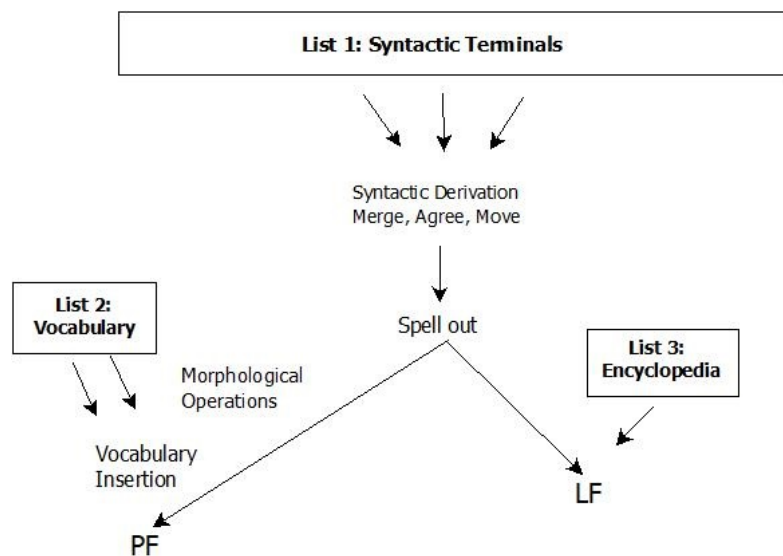 List 1: Syntactic Terminals
Syntactic Derivation
Merge, Agree, Move
List 2:
Vocabulary
Spell out
List 3:
Encyclopedia
Morphological
Operations
Vocabulary
Insertion
LF
PF